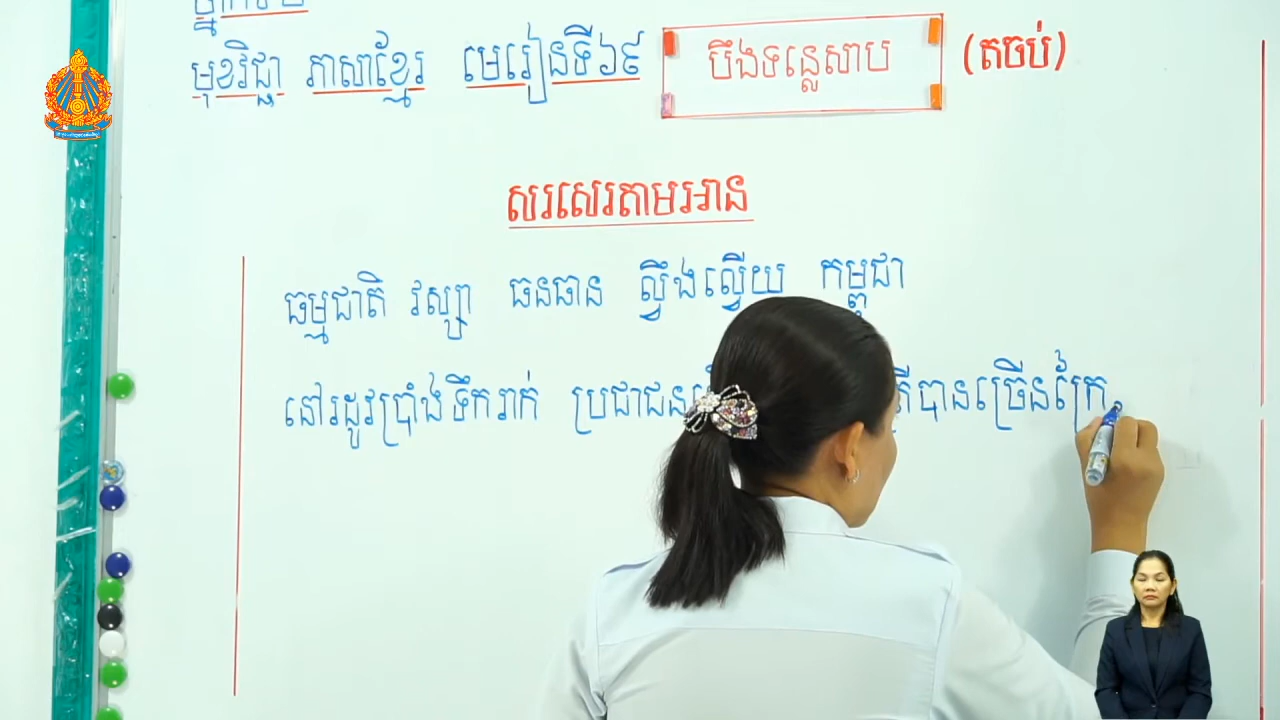 មុខវិជ្ជា ភាសាខ្មែរ មេរៀនទី៦៩ បឹងទន្លេសាប (តចប់)
សរសេរតាមអាន
ធម្មជាតិ វស្សា ធនធាន ល្វឹងល្វើយ កម្ពុជា
នៅរដូវប្រាំងទឹករាក់ ប្រជាជន បានច្រើនក្រៃ